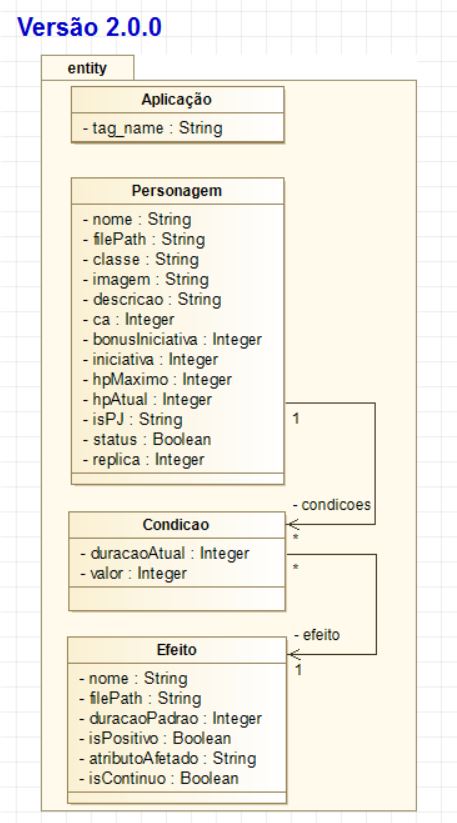 Versão 2.0.0
entity
Aplicação
- tag_name : String
Personagem
- nome : String
- filePath : String
- classe : String
- imagem : String
- descricao : String
- ca : Integer
- bonusIniciativa : Integer
- iniciativa : Integer
- hpMaximo : Integer
- hpAtual : Integer
- isPJ : String
- status : Boolean
- replica : Integer
1
- condicoes
*
Condicao
- duracaoAtual : Integer
- valor : Integer
*
- efeito
1
Efeito
- nome : String
- filePath : String
- duracaoPadrao : Integer
- isPositivo : Boolean
- atributoAfetado : String
- isContinuo : Boolean